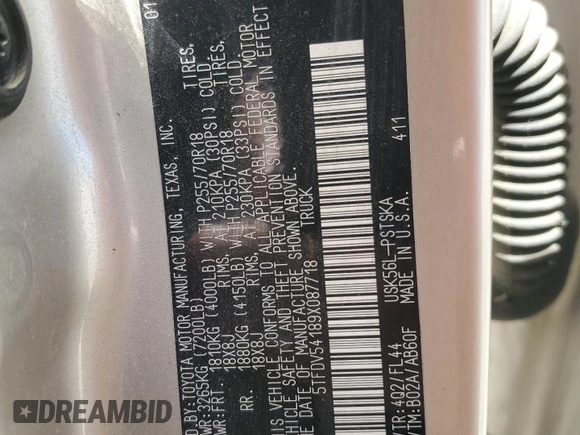 D BY:TOYOTA MOTOR MANUFACTURING, TEXAS, INC. 01
WR:3265KG(7200LB)
WR:FRT. 1810KG (4000LB) WITH P255/70R18 TIRES,
18X8J RIMS, AT 210KPA (30PSI) COLD.
RR. 1880KG (4150LB) WITH P255/70R18 TIRES,
18X8J RIMS, AT 230KPA (33PSI) COLD.
IS VEHICLE CONFORMS TO ALL APPLICABLE FEDERAL MOTOR
HICLE SAFETY AND THEFT PREVENTION STANDARDS IN EFFECT
THE DATE OF MANUFACTURE SHOWN ABOVE.
5TFDV54189X087718 TRUCK
/TR:4Q2/FL44 USK56L-PSTSKA 411
/TM:B02A/AB60F MADE IN U.S.A.
DREAMBID